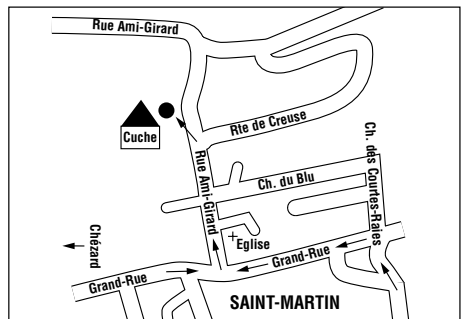 Rue Ami-Girard
Cuche
Rte de Creuse
Rue Ami-Girard
Ch. du Blu
Ch. des Courtes-Raies
Chézard
Eglise
Grand-Rue
Grand-Rue
SAINT-MARTIN